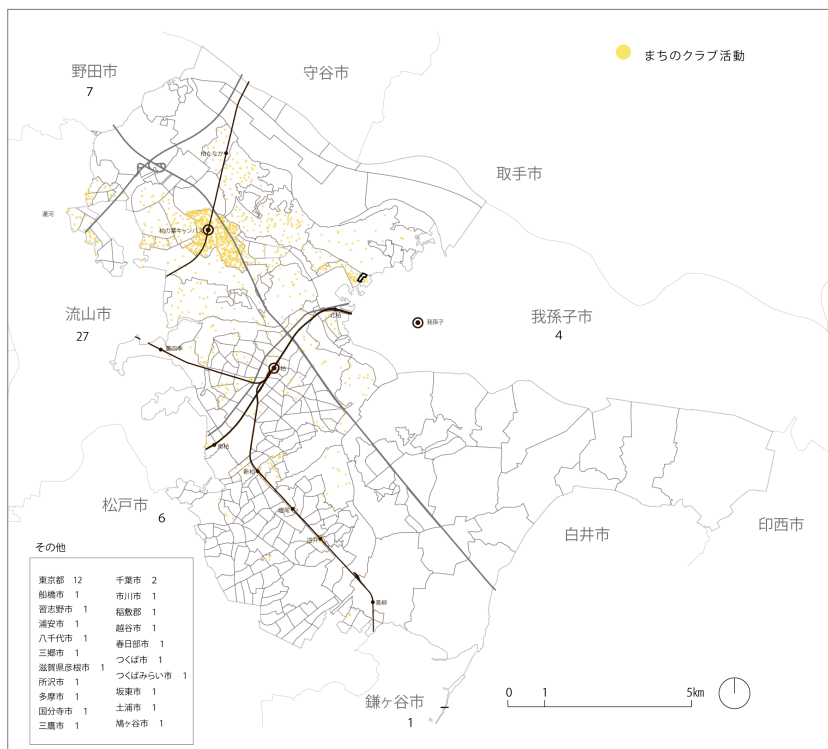 まちのクラブ活動
野田市
7
守谷市
柏たなか
取手市
運河
柏の葉キャンパス
流山市
27
我孫子
我孫子市
4
北柏
豊四季
柏
南柏
新柏
松戸市
6
増尾
逆井
高柳
白井市
印西市
鎌ヶ谷市
1
0 1 5km
その他
東京都 12
船橋市 1
習志野市 1
浦安市 1
八千代市 1
三郷市 1
滋賀県彦根市 1
所沢市 1
多摩市 1
国分寺市 1
三鷹市 1
千葉市 2
市川市 1
稲敷郡 1
越谷市 1
春日部市 1
つくば市 1
つくばみらい市 1
坂東市 1
土浦市 1
鳩ヶ谷市 1